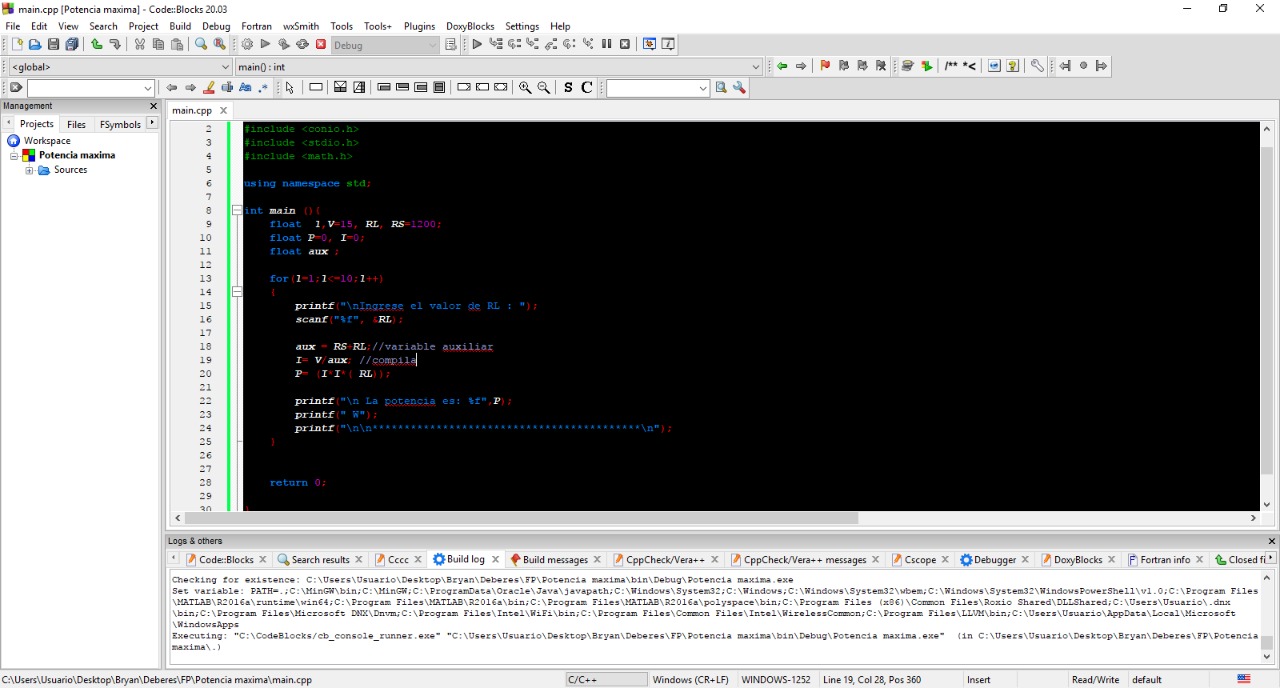 main.cpp [Potencia maxima] - Code::Blocks 20.03
File Edit View Search Project Build Debug Fortran wxSmith Tools Tools+ Plugins DoxyBlocks Settings Help
Debug
<global> main() : int
/** *<
Aa .* S C
Management
Projects Files FSymbols
Workspace
Potencia maxima
Sources
main.cpp
2 #include <conio.h>
3 #include <stdio.h>
4 #include <math.h>
5
6 using namespace std;
7
8 int main (){
9 float l,V=15, RL, RS=1200;
10 float P=0, I=0;
11 float aux ;
12
13 for(l=1;l<=10;l++)
14 {
15 printf("\nIngrese el valor de RL : ");
16 scanf("%f", &RL);
17
18 aux = RS+RL;//variable auxiliar
19 I= V/aux; //compila
20 P= (I*I*( RL));
21
22 printf("\n La potencia es: %f",P);
23 printf(" W");
24 printf("\n\n******************************************\n");
25 }
26
27
28 return 0;
29
30 }
Logs & others
Code::Blocks Search results Cccc Build log Build messages CppCheck/Vera++ CppCheck/Vera++ messages Cscope Debugger DoxyBlocks Fortran info Closed fi
Checking for existence: C:\Users\Usuario\Desktop\Bryan\Deberes\FP\Potencia maxima\bin\Debug\Potencia maxima.exe
Set variable: PATH=.;C:\MinGW\bin;C:\MinGW;C:\ProgramData\Oracle\Java\javapath;C:\Windows\System32;C:\Windows;C:\Windows\System32\wbem;C:\Windows\System32\WindowsPowerShell\v1.0;C:\Program Files
\MATLAB\R2016a\runtime\win64;C:\Program Files\MATLAB\R2016a\bin;C:\Program Files\MATLAB\R2016a\polyspace\bin;C:\Program Files (x86)\Common Files\Roxio Shared\DLLShared;C:\Users\Usuario\.dnx
\bin;C:\Program Files\Microsoft DNX\Dnvm;C:\Program Files\Intel\WiFi\bin;C:\Program Files\Common Files\Intel\WirelessCommon;C:\Program Files\LLVM\bin;C:\Users\Usuario\AppData\Local\Microsoft
\WindowsApps
Executing: "C:\CodeBlocks/cb_console_runner.exe" "C:\Users\Usuario\Desktop\Bryan\Deberes\FP\Potencia maxima\bin\Debug\Potencia maxima.exe" (in C:\Users\Usuario\Desktop\Bryan\Deberes\FP\Potencia
maxima\.)
C:\Users\Usuario\Desktop\Bryan\Deberes\FP\Potencia maxima\main.cpp C/C++ Windows (CR+LF) WINDOWS-1252 Line 19, Col 28, Pos 360 Insert Read/Write default